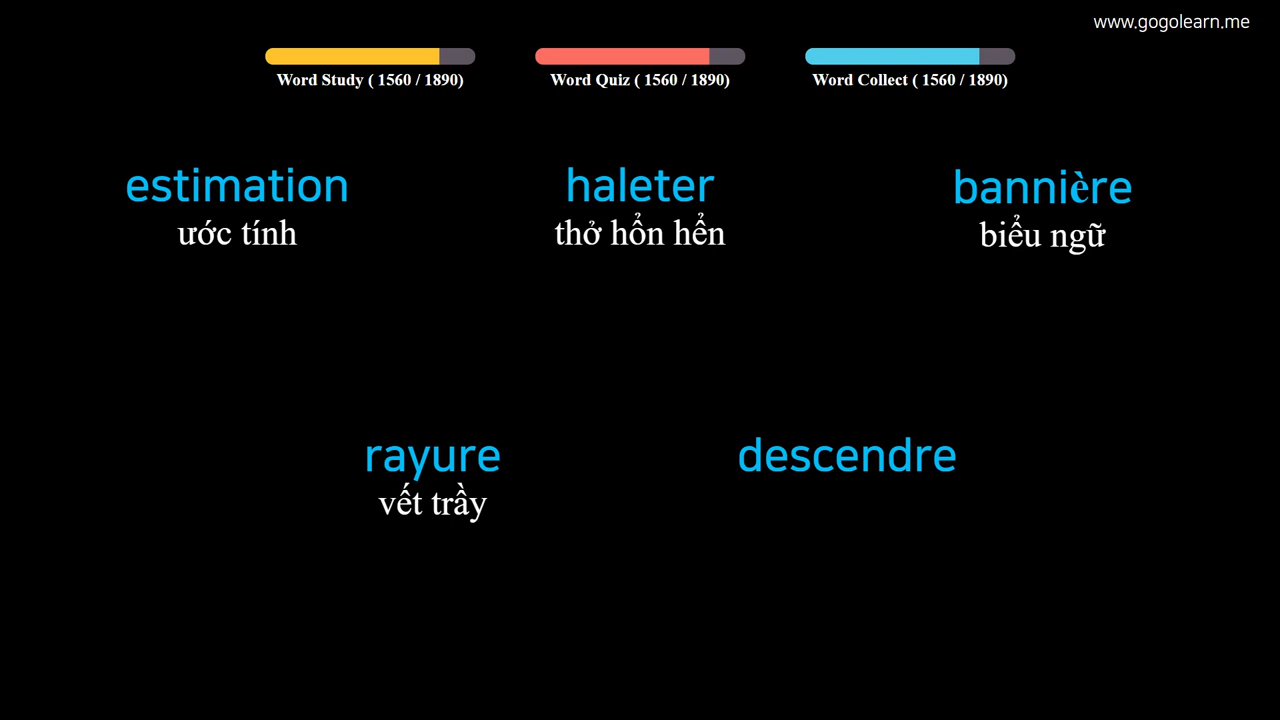 www.gogolearn.me
Word Study ( 1560 / 1890)
Word Quiz ( 1560 / 1890)
Word Collect ( 1560 / 1890)
estimation
ước tính
haleter
thở hổn hển
bannière
biểu ngữ
rayure
vết trầy
descendre